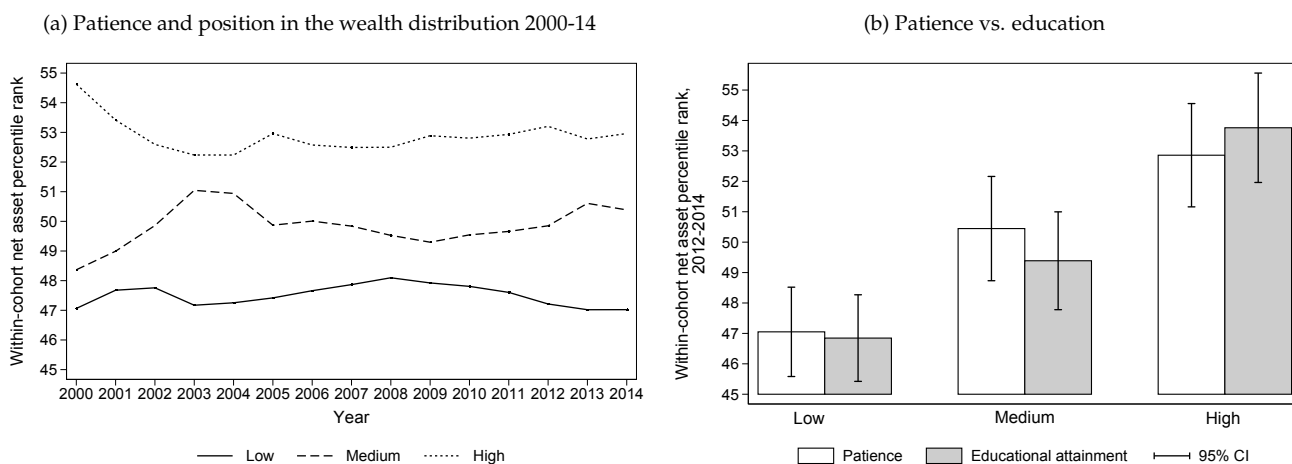 (a) Patience and position in the wealth distribution 2000-14
Within-cohort net asset percentile rank
55
54
53
52
51
50
49
48
47
46
45
2000 2001 2002 2003 2004 2005 2006 2007 2008 2009 2010 2011 2012 2013 2014
Year
Low Medium High
(b) Patience vs. education
Within-cohort net asset percentile rank,
2012-2014
55
54
53
52
51
50
49
48
47
46
45
Low Medium High
Patience Educational attainment 95% CI